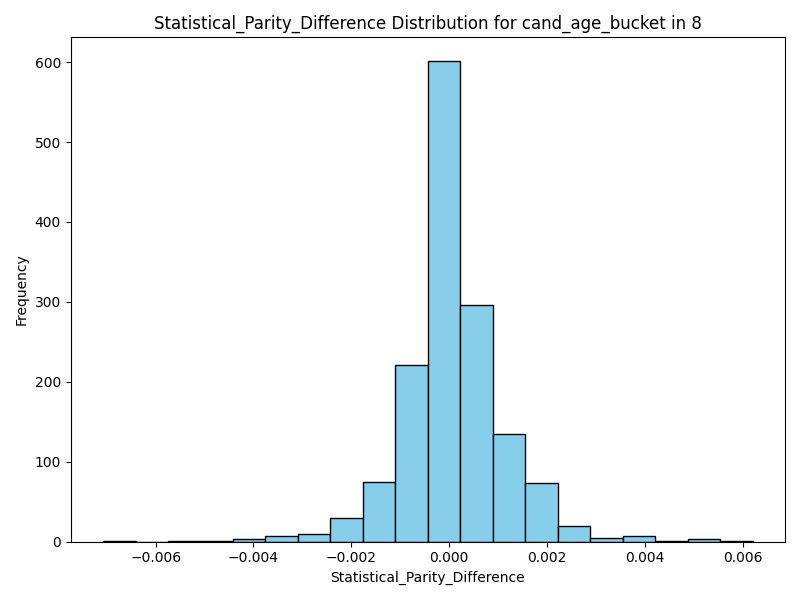 Statistical_Parity_Difference Distribution for cand_age_bucket in 8
600
500
400
300
200
100
0
Frequency
−0.006 −0.004 −0.002 0.000 0.002 0.004 0.006
Statistical_Parity_Difference